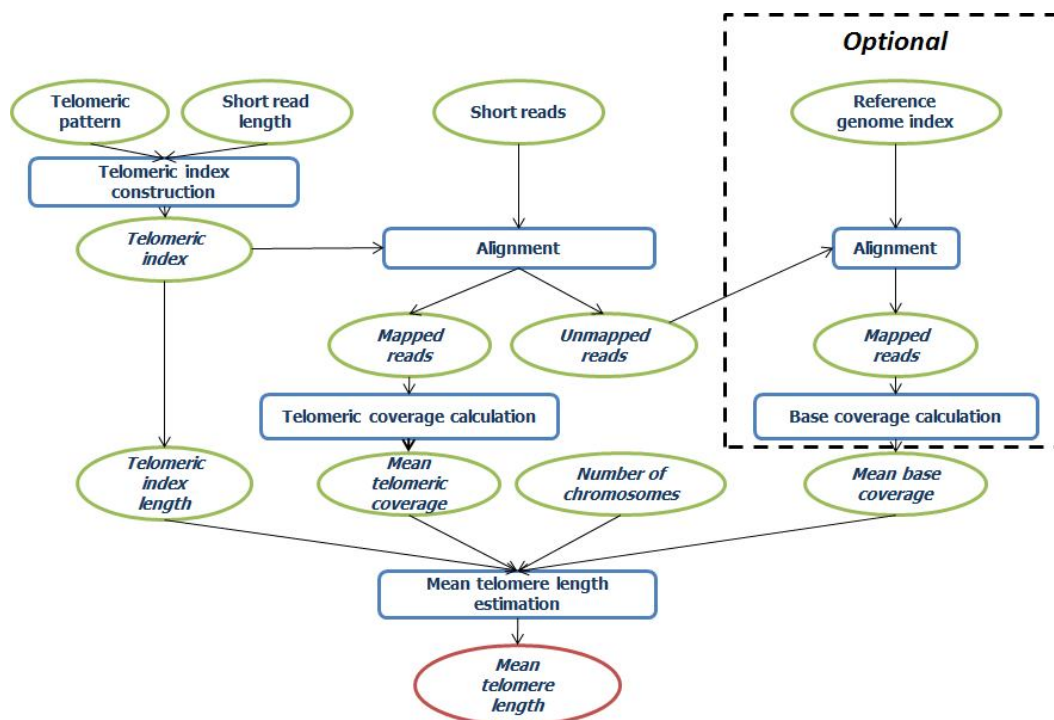 Optional
Telomeric
pattern
Short read
length
Short reads
Reference
genome index
Telomeric index
construction
Telomeric
index
Alignment
Alignment
Mapped
reads
Unmapped
reads
Mapped
reads
Telomeric coverage calculation
Base coverage calculation
Telomeric
index
length
Mean
telomeric
coverage
Number of
chromosomes
Mean base
coverage
Mean telomere length
estimation
Mean
telomere
length